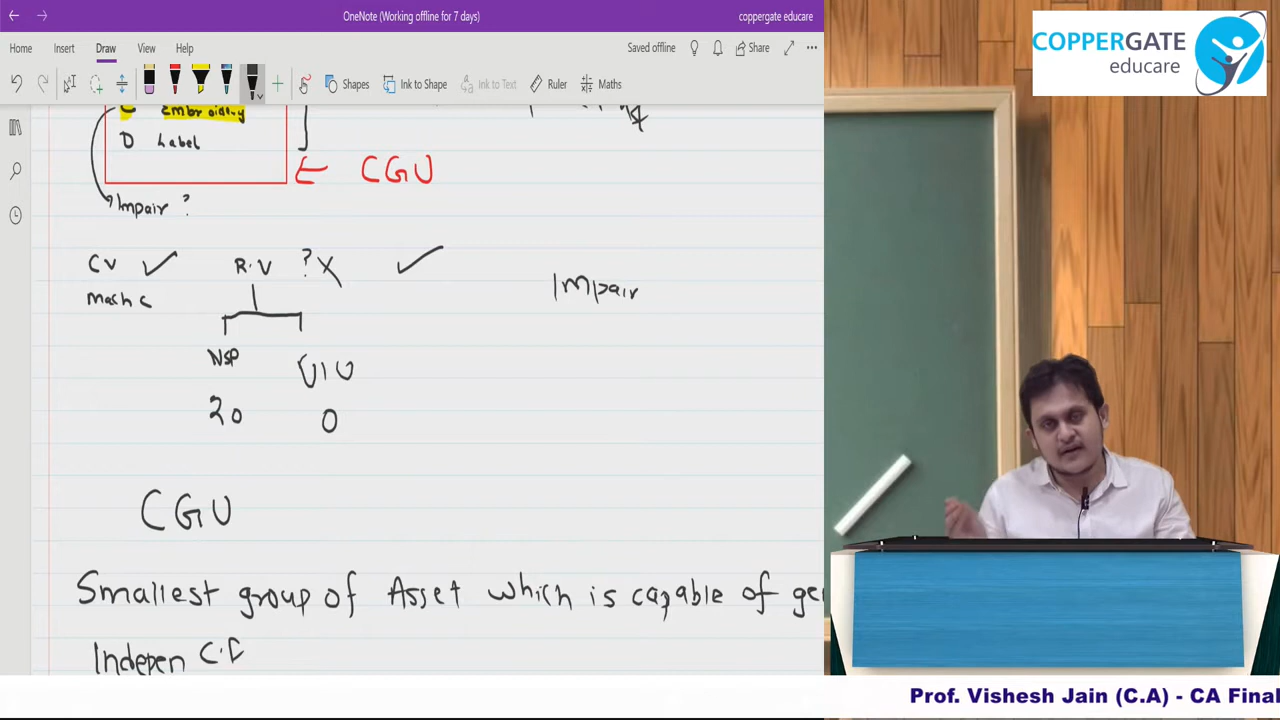 OneNote (Working offline for 7 days)
coppergate educare
Home Insert Draw View Help
Saved offline Share
Shapes Ink to Shape Ink to Text Ruler Maths
COPPERGATE
educare
C Embroiding
D Label
CGU
Impair ?
CV R.V ?
Mach C
Impair
NSP VIU
20 0
CGU
Smallest group of Asset which is capable of ge
Indepen C.F
Prof. Vishesh Jain (C.A) - CA Final